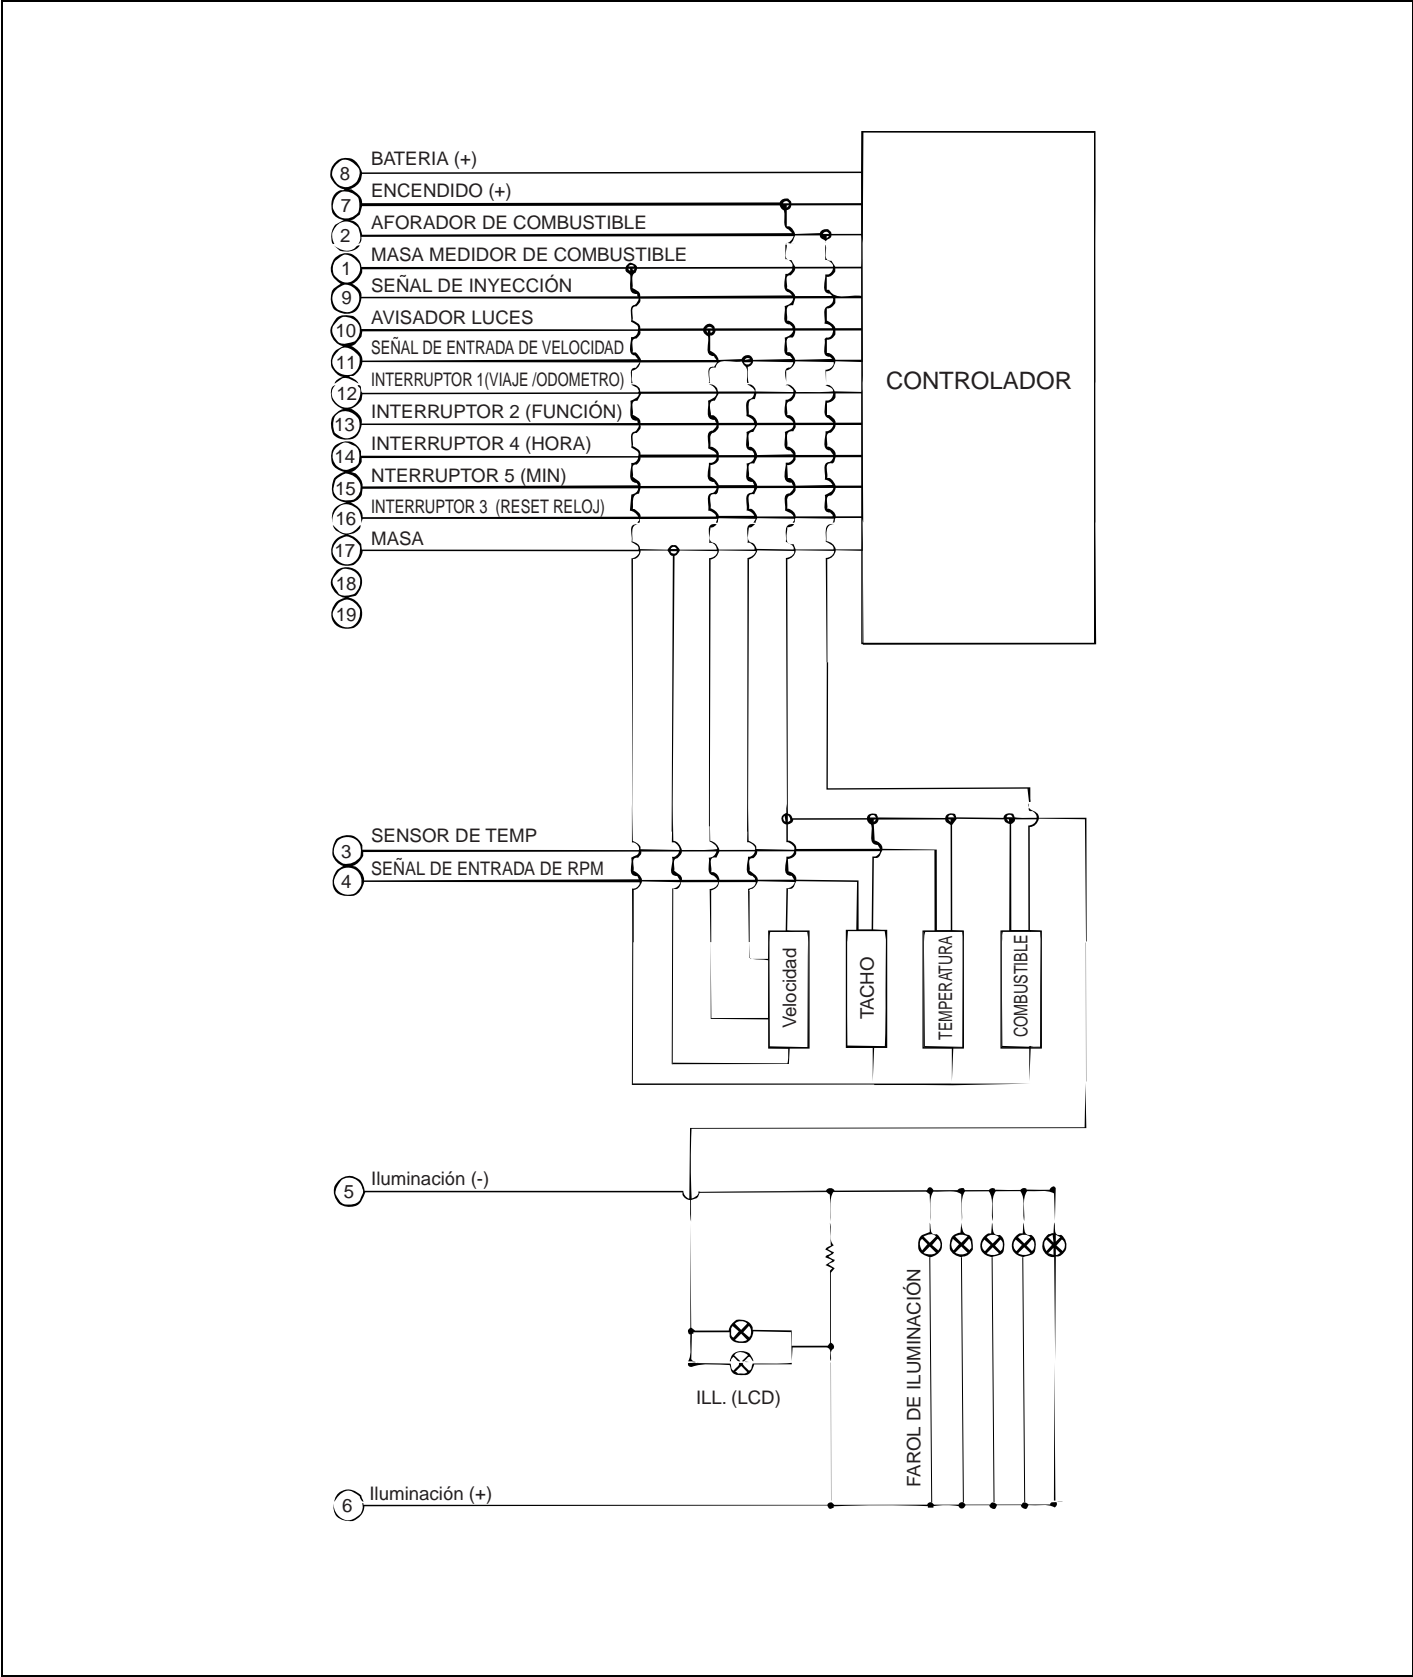 8 BATERIA (+)
7 ENCENDIDO (+)
2 AFORADOR DE COMBUSTIBLE
1 MASA MEDIDOR DE COMBUSTIBLE
9 SEÑAL DE INYECCIÓN
10 AVISADOR LUCES
11 SEÑAL DE ENTRADA DE VELOCIDAD
12 INTERRUPTOR 1(VIAJE /ODOMETRO)
13 INTERRUPTOR 2 (FUNCIÓN)
14 INTERRUPTOR 4 (HORA)
15 NTERRUPTOR 5 (MIN)
16 INTERRUPTOR 3 (RESET RELOJ)
17 MASA
18
19
CONTROLADOR
3 SENSOR DE TEMP
4 SEÑAL DE ENTRADA DE RPM
Velocidad
TACHO
TEMPERATURA
COMBUSTIBLE
5 Iluminación (-)
ILL. (LCD)
FAROL DE ILUMINACIÓN
6 Iluminación (+)